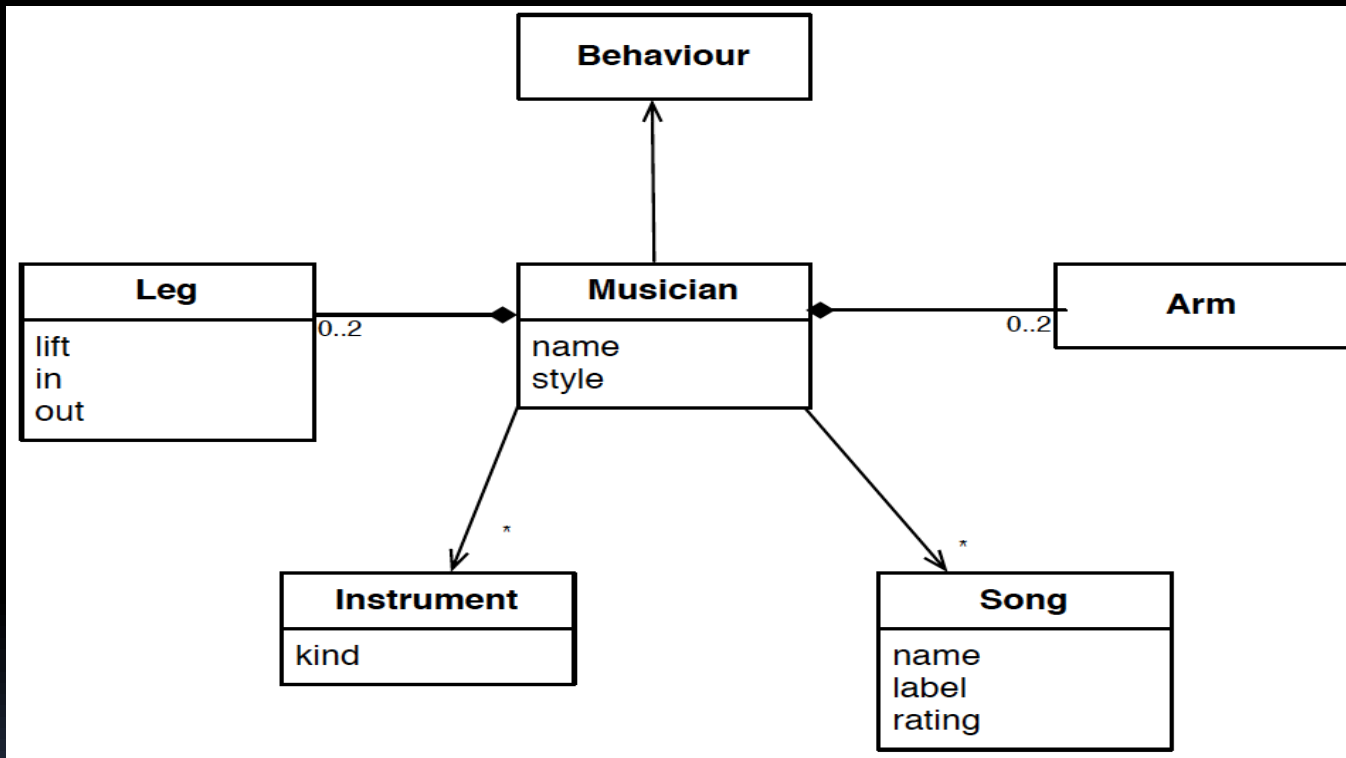 Behaviour
Leg
lift
in
out
0..2
Musician
name
style
0..2
Arm
*
*
Instrument
kind
Song
name
label
rating